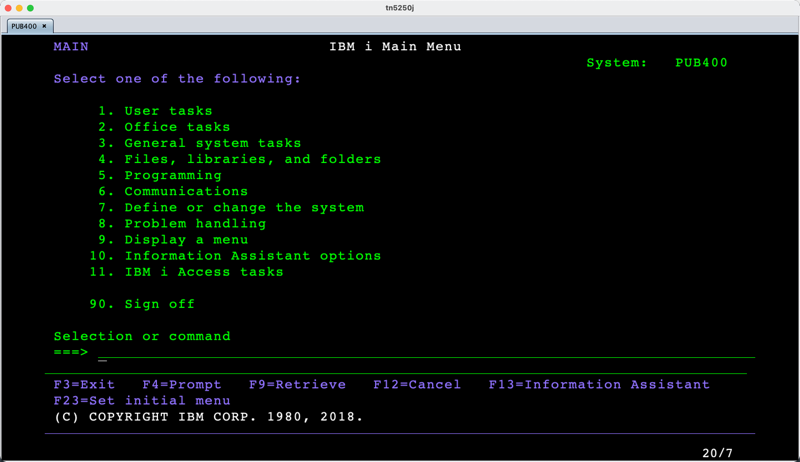 tn5250j
PUB400 ×
MAIN IBM i Main Menu
System: PUB400
Select one of the following:
1. User tasks
2. Office tasks
3. General system tasks
4. Files, libraries, and folders
5. Programming
6. Communications
7. Define or change the system
8. Problem handling
9. Display a menu
10. Information Assistant options
11. IBM i Access tasks
90. Sign off
Selection or command
===> _
F3=Exit F4=Prompt F9=Retrieve F12=Cancel F13=Information Assistant
F23=Set initial menu
(C) COPYRIGHT IBM CORP. 1980, 2018.
20/7